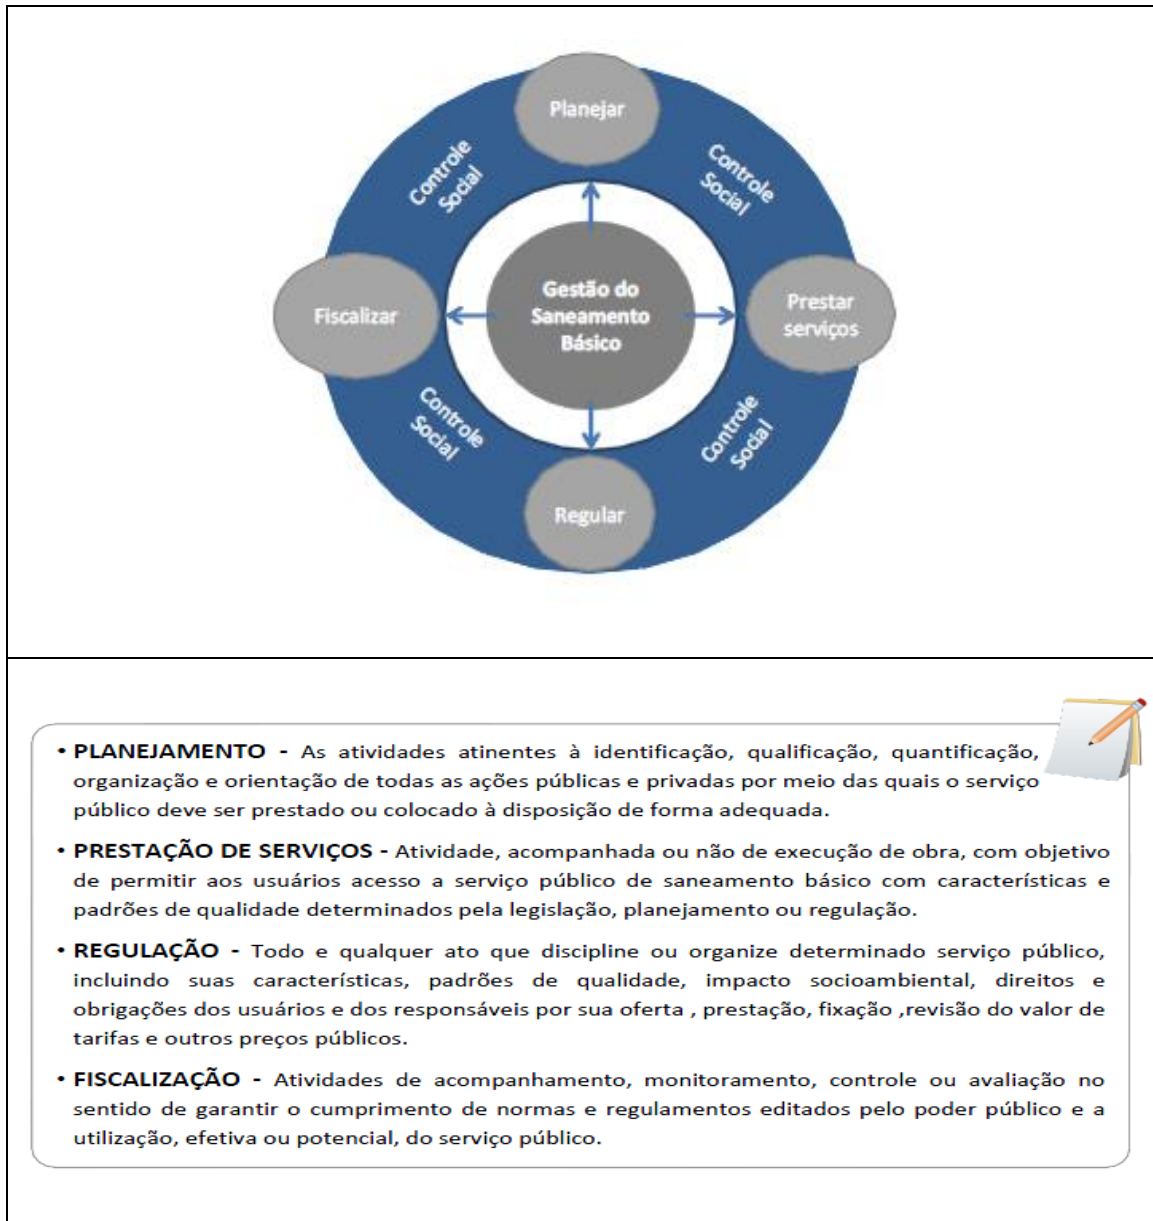 Planejar
Controle
Social
Controle
Social
Fiscalizar
Gestão do
Saneamento
Básico
Prestar
serviços
Controle
Social
Controle
Social
Regular
• PLANEJAMENTO - As atividades atinentes à identificação, qualificação, quantificação,
organização e orientação de todas as ações públicas e privadas por meio das quais o serviço
público deve ser prestado ou colocado à disposição de forma adequada.
• PRESTAÇÃO DE SERVIÇOS - Atividade, acompanhada ou não de execução de obra, com objetivo
de permitir aos usuários acesso a serviço público de saneamento básico com características e
padrões de qualidade determinados pela legislação, planejamento ou regulação.
• REGULAÇÃO - Todo e qualquer ato que discipline ou organize determinado serviço público,
incluindo suas características, padrões de qualidade, impacto socioambiental, direitos e
obrigações dos usuários e dos responsáveis por sua oferta , prestação, fixação ,revisão do valor de
tarifas e outros preços públicos.
• FISCALIZAÇÃO - Atividades de acompanhamento, monitoramento, controle ou avaliação no
sentido de garantir o cumprimento de normas e regulamentos editados pelo poder público e a
utilização, efetiva ou potencial, do serviço público.